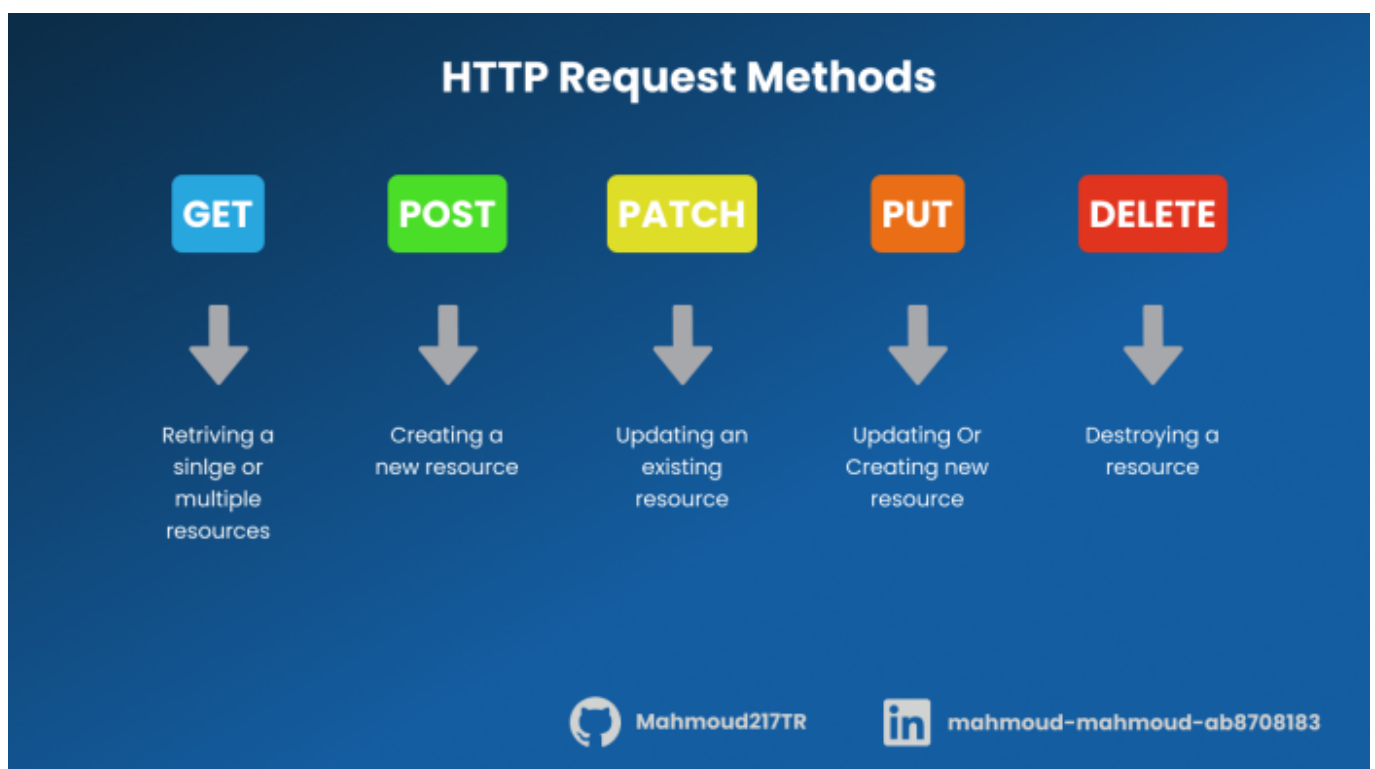 HTTP Request Methods
GET
POST
PATCH
PUT
DELETE
Retriving a
sinlge or
multiple
resources
Creating a
new resource
Updating an
existing
resource
Updating Or
Creating new
resource
Destroying a
resource
Mahmoud217TR
in
mahmoud-mahmoud-ab8708183